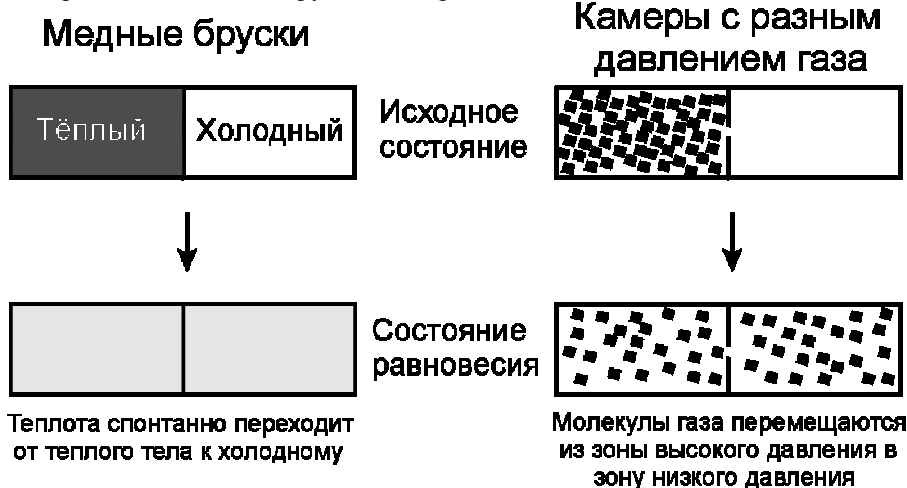 Медные бруски
Камеры с разным
давлением газа
Тёплый
Холодный
Исходное
состояние
Состояние
равновесия
Теплота спонтанно переходит
от теплого тела к холодному
Молекулы газа перемещаются
из зоны высокого давления в
зону низкого давления